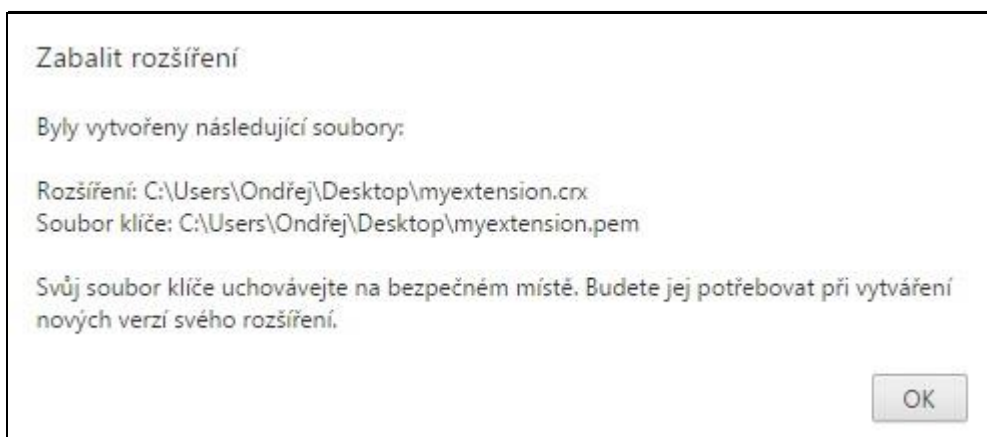 Zabalit rozšíření
Byly vytvořeny následující soubory:
Rozšíření: C:\Users\Ondřej\Desktop\myextension.crx
Soubor klíče: C:\Users\Ondřej\Desktop\myextension.pem
Svůj soubor klíče uchovávejte na bezpečném místě. Budete jej potřebovat při vytváření
nových verzí svého rozšíření.
OK